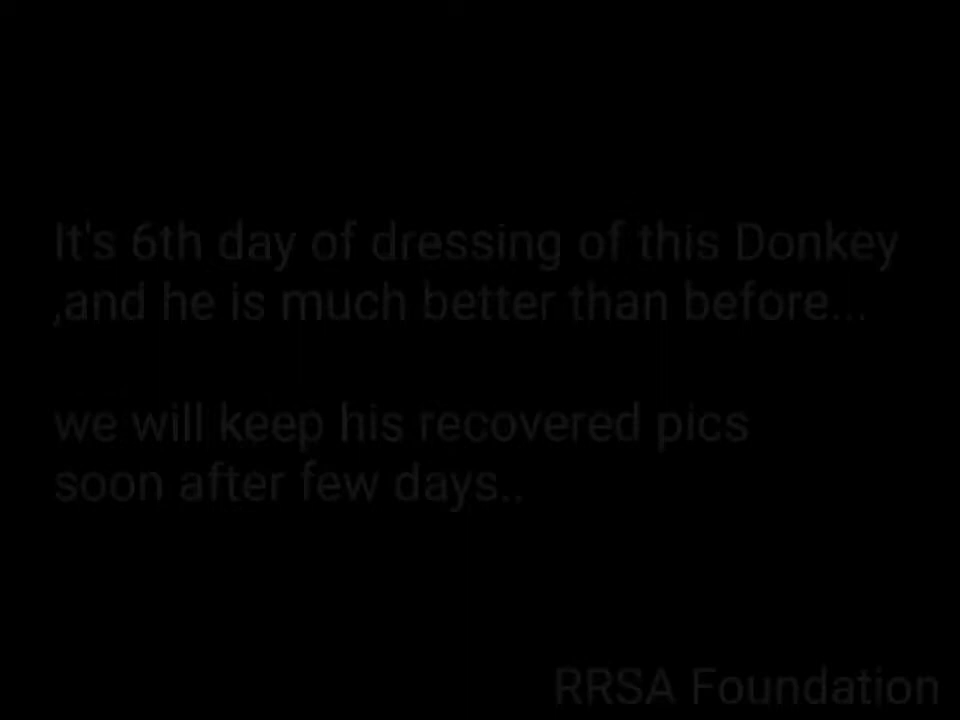 It's 6th day of dressing of this Donkey
,and he is much better than before...
we will keep his recovered pics
soon after few days..
RRSA Foundation